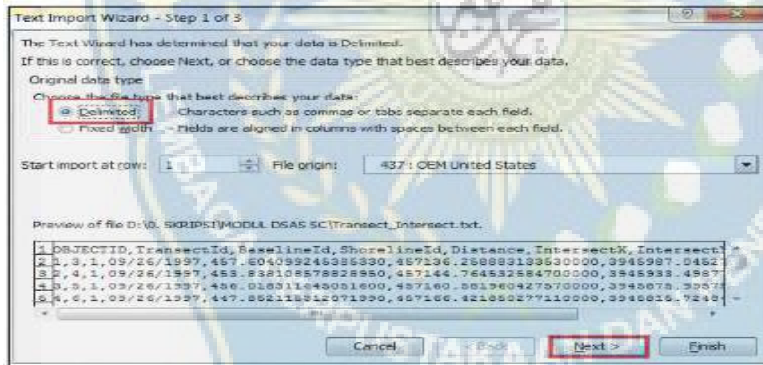 Text Import Wizard - Step 1 of 3
The Text Wizard has determined that your data is Delimited.
If this is correct, choose Next, or choose the data type that best describes your data.
Original data type
Choose the file type that best describes your data:
Delimited - Characters such as commas or tabs separate each field.
Fixed width - Fields are aligned in columns with spaces between each field.
Start import at row: 1 File origin: 437 : OEM United States
Preview of file D:\0. SKRIPSI\MODUL DSAS SC\Transect_Intersect.txt.
1 OBJECTID,TransectId,BaselineId,ShorelineId,Distance,IntersectX,Intersect
2 1,3,1,09/26/1997,
3 2,4,1,09/26/1997,
4 3,5,1,09/26/1997,
5 4,6,1,09/26/1997,
Cancel < Back Next > Finish